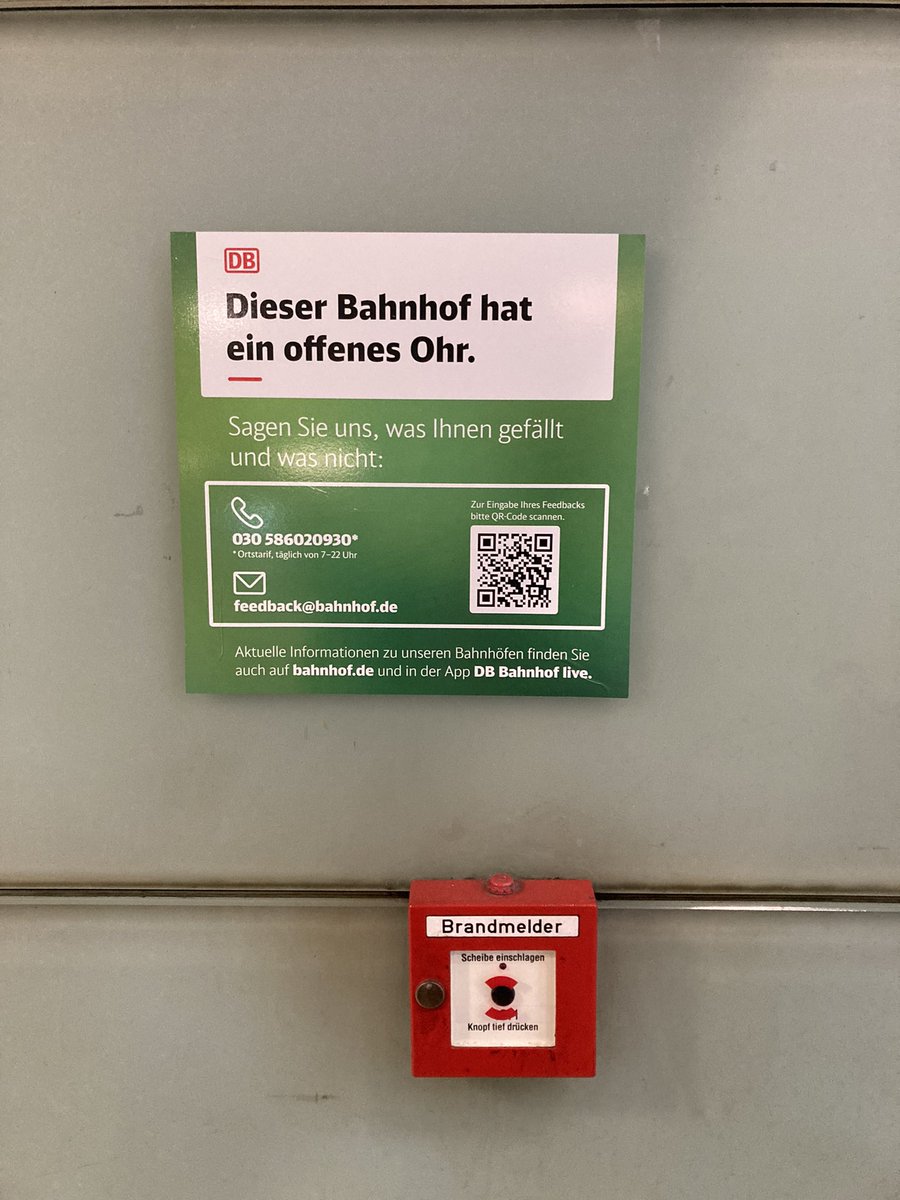 DB
Dieser Bahnhof hat
ein offenes Ohr.
Sagen Sie uns, was Ihnen gefällt
und was nicht:
030 586020930*
*Ortstarif, täglich von 7–22 Uhr
feedback@bahnhof.de
Zur Eingabe Ihres Feedbacks
bitte QR-Code scannen.
Aktuelle Informationen zu unseren Bahnhöfen finden Sie
auch auf bahnhof.de und in der App DB Bahnhof live.
Brandmelder
Scheibe einschlagen
Knopf tief drücken